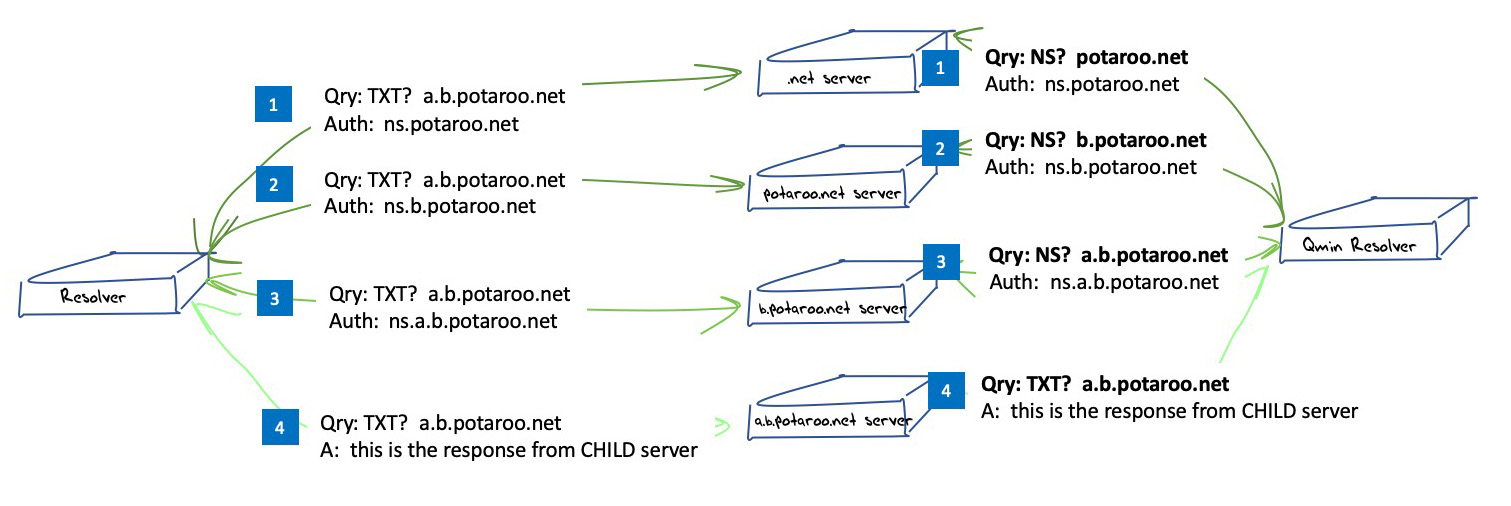 1
Qry: TXT? a.b.potaroo.net
Auth: ns.potaroo.net
2
Qry: TXT? a.b.potaroo.net
Auth: ns.b.potaroo.net
Resolver
3
Qry: TXT? a.b.potaroo.net
Auth: ns.a.b.potaroo.net
4
Qry: TXT? a.b.potaroo.net
A: this is the response from CHILD server
.net server
potaroo.net server
b.potaroo.net server
a.b.potaroo.net server
1
Qry: NS? potaroo.net
Auth: ns.potaroo.net
2
Qry: NS? b.potaroo.net
Auth: ns.b.potaroo.net
3
Qry: NS? a.b.potaroo.net
Auth: ns.a.b.potaroo.net
4
Qry: TXT? a.b.potaroo.net
A: this is the response from CHILD server
Qmin Resolver